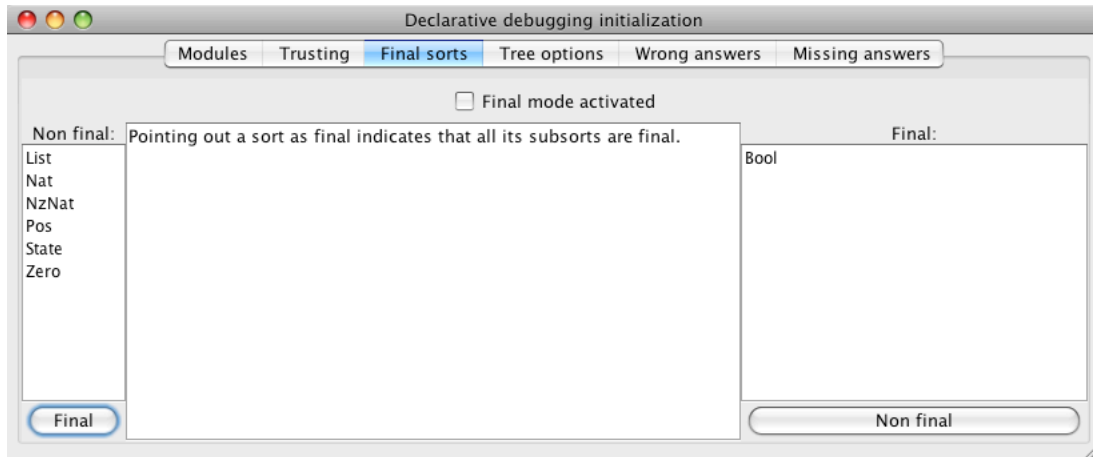 Declarative debugging initialization
Modules Trusting Final sorts Tree options Wrong answers Missing answers
Final mode activated
Non final:
Pointing out a sort as final indicates that all its subsorts are final.
Final:
List
Nat
NzNat
Pos
State
Zero
Bool
Final
Non final